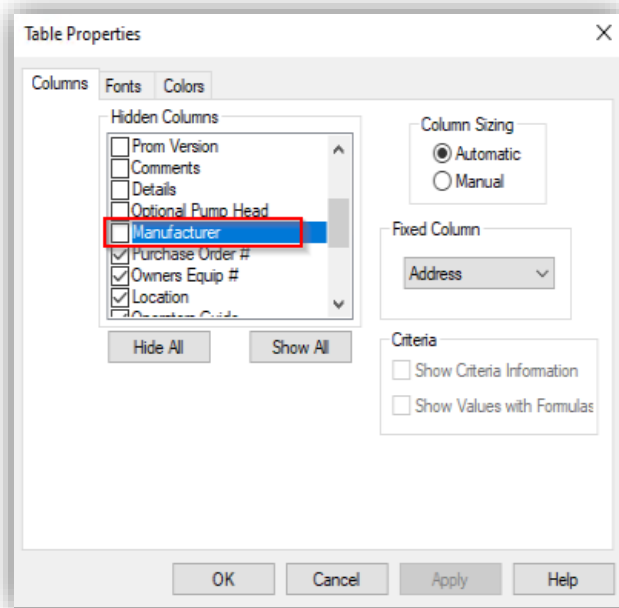 Table Properties
Columns Fonts Colors
Hidden Columns
Prom Version
Comments
Details
Optional Pump Head
Manufacturer
Purchase Order #
Owners Equip #
Location
Operators Guide
Hide All Show All
Column Sizing
Automatic
Manual
Fixed Column
Address
Criteria
Show Criteria Information
Show Values with Formulas
OK Cancel Apply Help